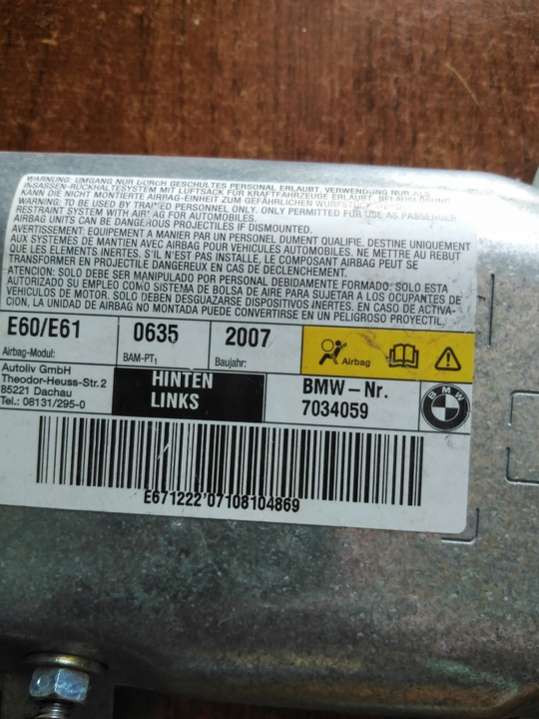 WARNUNG: UMGANG NUR DURCH GESCHULTES PERSONAL ERLAUBT. VERWENDUNG NUR ALS
INSASSEN-RÜCKHALTESYSTEM MIT LUFTSACK FÜR KRAFTFAHRZEUGE ERLAUBT.
KANN DIE NICHT MONTIERTE AIRBAG-EINHEIT ZUM GEFÄHRLICHEN
WARNING: TO BE USED BY TRAINED PERSONNEL ONLY. ONLY PERMITTED FOR USE AS PASSENGER
RESTRAINT SYSTEM WITH AIRBAG FOR AUTOMOBILES.
AIRBAG UNITS CAN BE DANGEROUS PROJECTILES IF DISMOUNTED.
AVERTISSEMENT: EQUIPEMENT A MANIER PAR UN PERSONEL DUMENT QUALIFIE, DESTINE UNIQUEMENT
AUX SYSTEMES DE MANTIEN AVEC AIRBAG POUR VEHICULES AUTOMOBILES. NE METTRE AU REBUT
QUE LES ELEMENTS INERTES. S'IL N'EST PAS INSTALLE, LE COMPOSANT AIRBAG PEUT SE
TRANSFORMER EN PROJECTILE DANGEREUX EN CAS DE DECLENCHEMENT.
ATENCION: SOLO DEBE SER MANIPULADO POR PERSONAL DEBIDAMENTE FORMADO. SOLO ESTA
AUTORIZADO SU EMPLEO COMO SISTEMA DE BOLSA DE AIRE PARA SUJETAR A LOS OCUPANTES DE
VEHICULOS DE MOTOR. SOLO DEBEN DESGUAZARSE DISPOSITIVOS INERTES. EN CASO DE ACTIVA-
CION, LA UNIDAD DE AIRBAG NO MONTADA PUEDE CONVERTIRSE EN UN PELIGROSO PROYECTIL.
E60/E61 0635 2007
Airbag-Modul: BAM-PT1 Baujahr: Airbag
Autoliv GmbH
Theodor-Heuss-Str.2
85221 Dachau
Tel.: 08131/295-0
HINTEN
LINKS
BMW-Nr.
7034059
BMW
E671222'07108104869